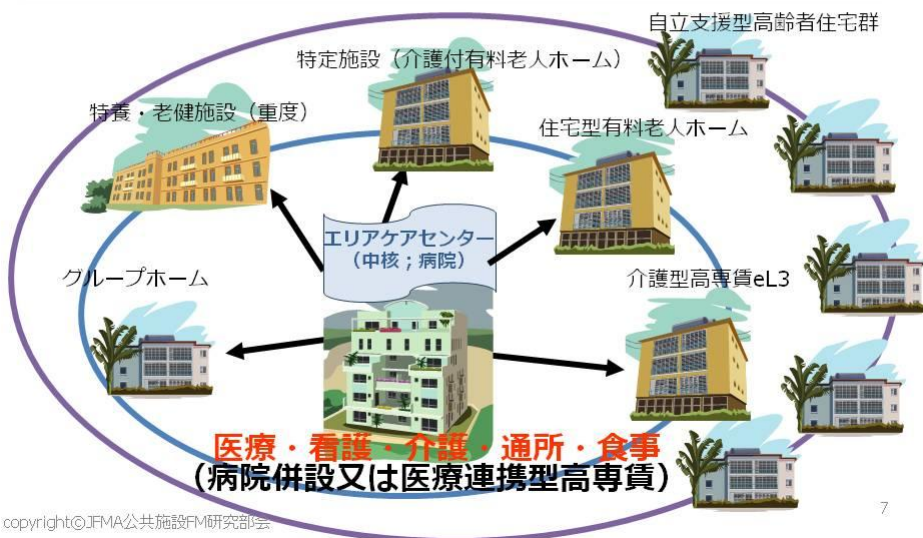 自立支援型高齢者住宅群
特定施設（介護付有料老人ホーム）
特養・老健施設（重度）
住宅型有料老人ホーム
エリアケアセンター
（中核；病院）
グループホーム
介護型高専賃eL3
医療・看護・介護・通所・食事
（病院併設又は医療連携型高専賃）
copyright©JFMA公共施設FM研究部会
7